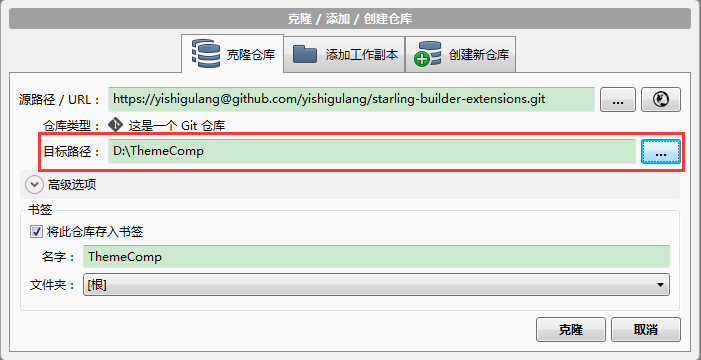 克隆 / 添加 / 创建仓库
克隆仓库 添加工作副本 创建新仓库
源路径 / URL： https://yishigulang@github.com/yishigulang/starling-builder-extensions.git ...
仓库类型： 这是一个 Git 仓库
目标路径： D:\ThemeComp ...
高级选项
书签
将此仓库存入书签
名字： ThemeComp
文件夹： [根]
克隆 取消